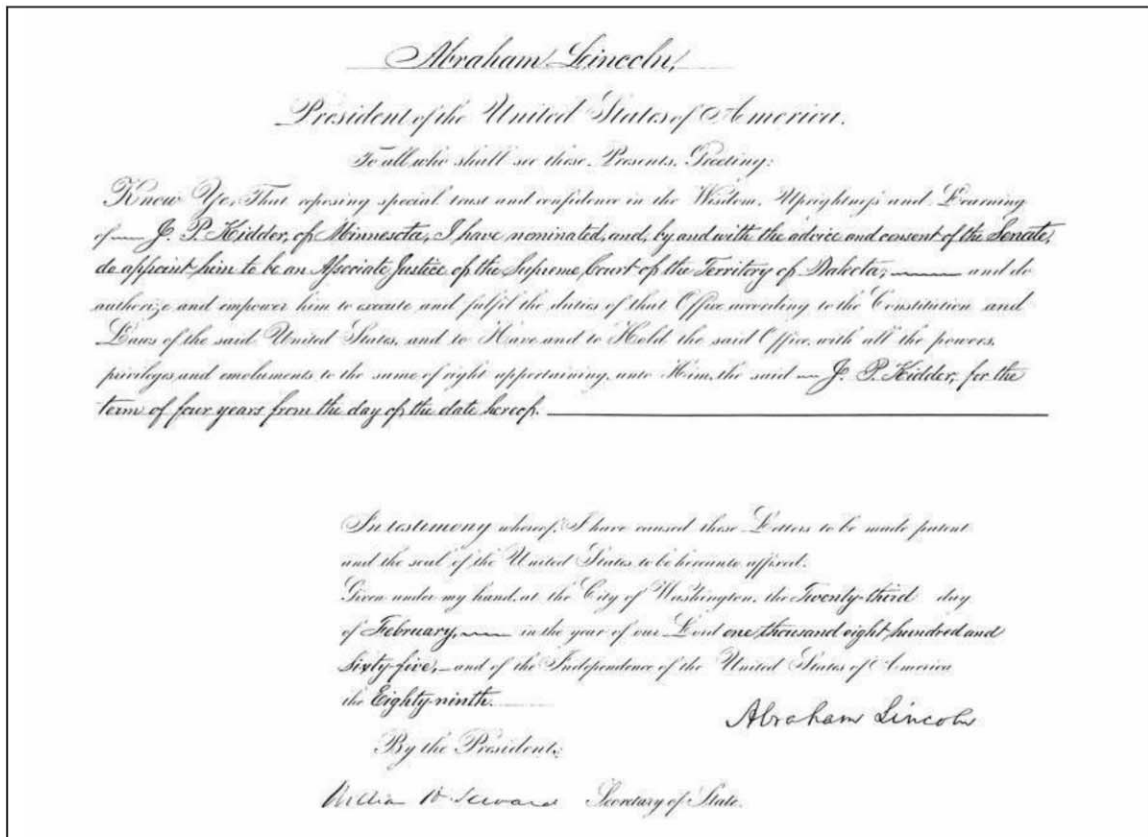 Abraham Lincoln,
President of the United States of America.
To all who shall see these Presents, Greeting:
Know Ye, That reposing special trust and confidence in the Wisdom, Uprightness and Learning
of J. P. Kidder, of Minnesota, I have nominated, and, by and with the advice and consent of the Senate,
do appoint him to be an Associate Justice of the Supreme Court of the Territory of Dakota; and do
authorize and empower him to execute and fulfil the duties of that Office according to the Constitution and
Laws of the said United States, and to Have and to Hold the said Office, with all the powers,
privileges and emoluments to the same of right appertaining, unto Him, the said J. P. Kidder, for the
term of four years from the day of the date hereof.
In testimony whereof, I have caused these Letters to be made patent
and the seal of the United States to be hereunto affixed.
Given under my hand, at the City of Washington, the Twenty-third day
of February, in the year of our Lord one thousand eight hundred and
sixty-five, and of the Independence of the United States of America
the Eighty-ninth.
Abraham Lincoln
By the President:
William H. Seward Secretary of State.